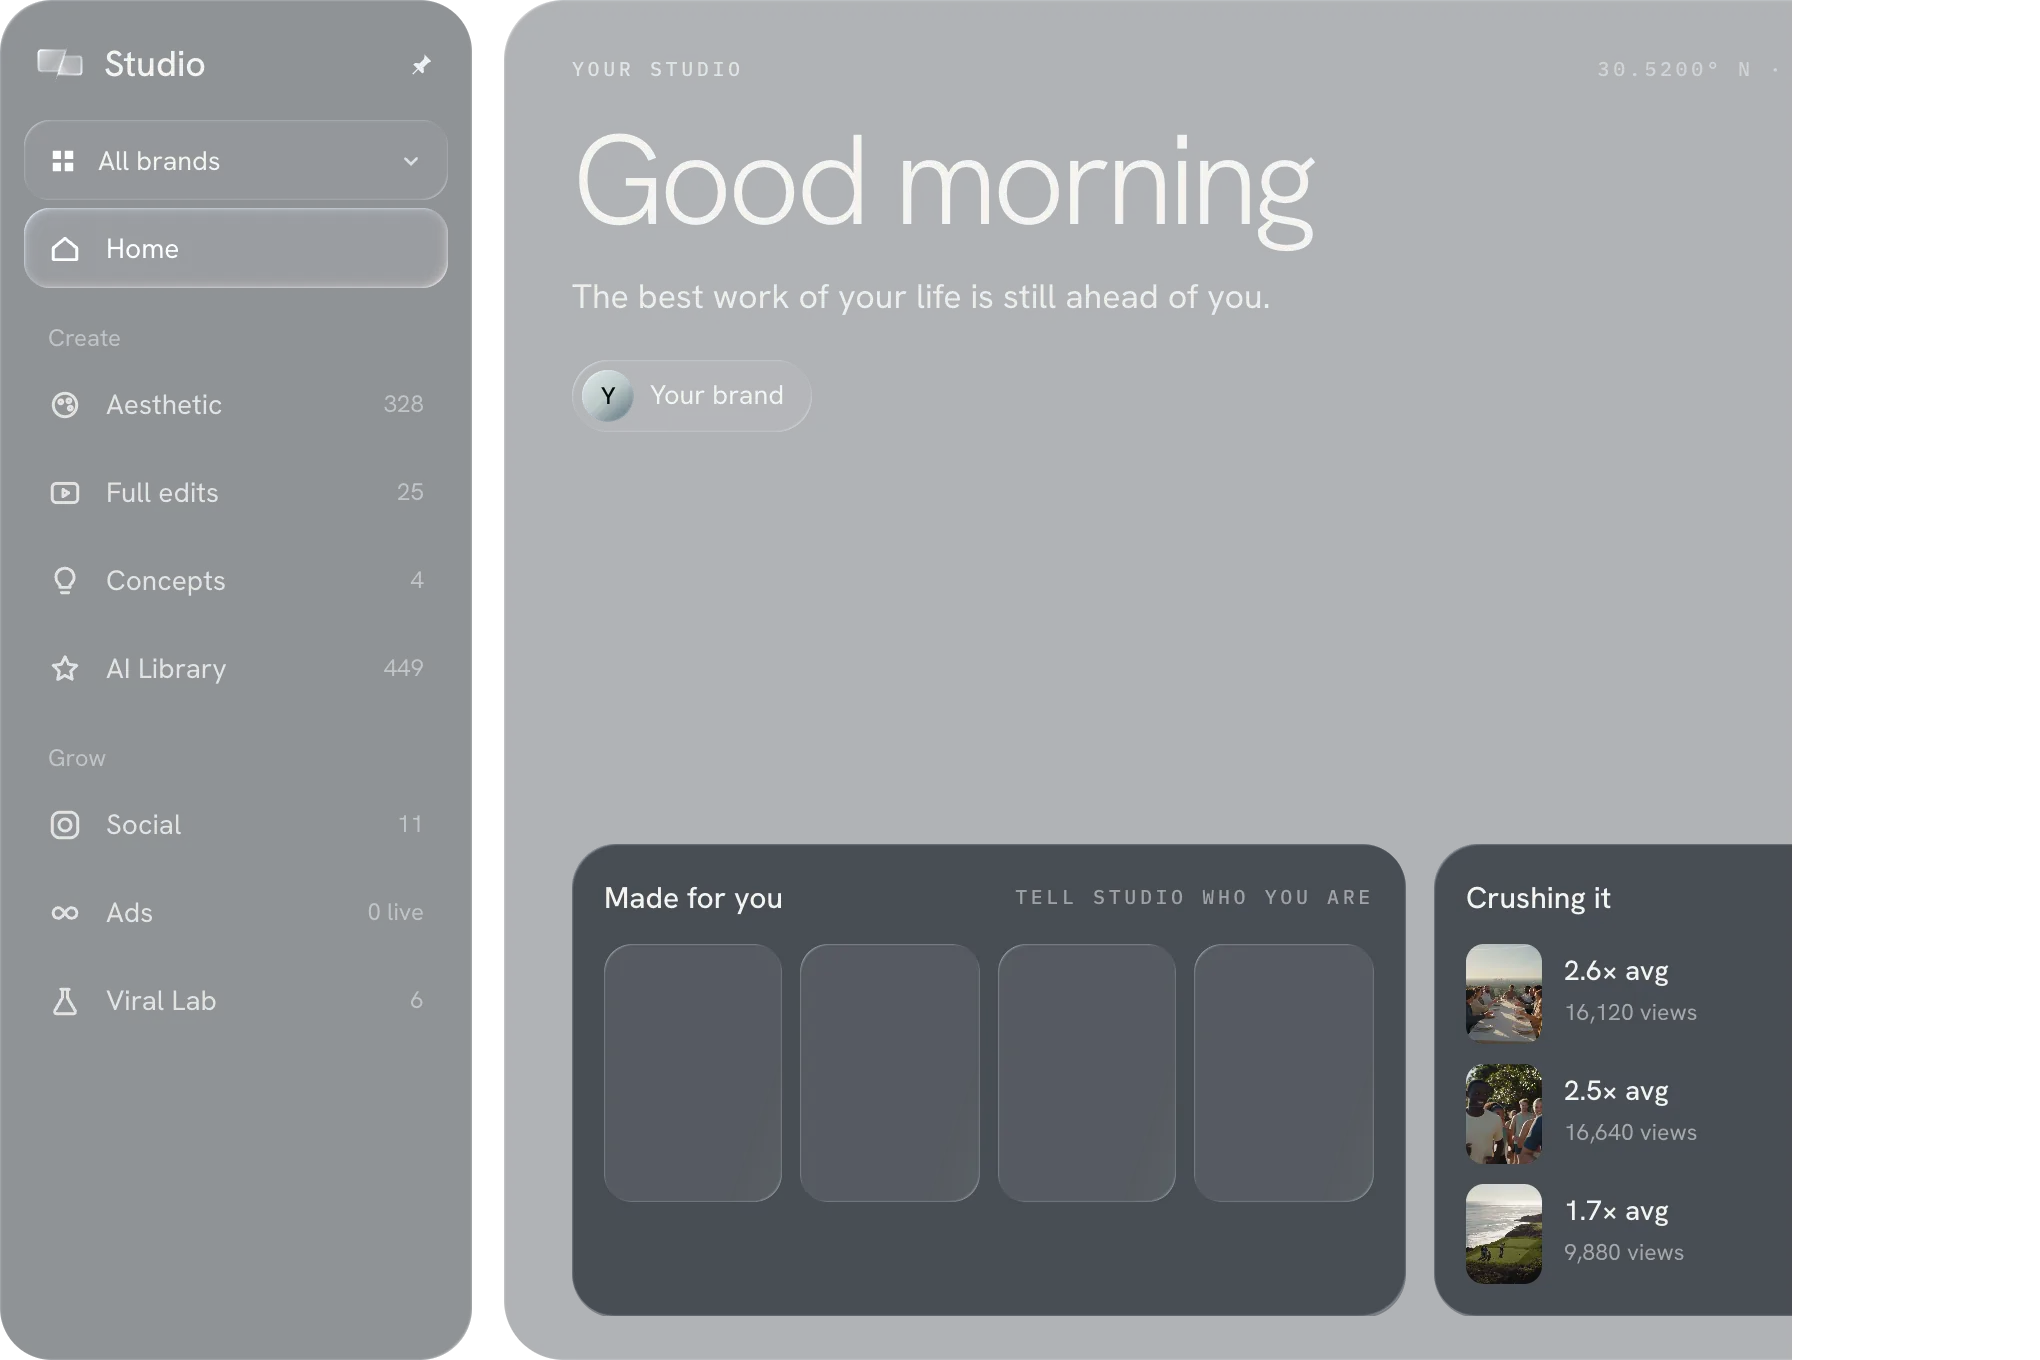 Studio
All brands
Home
Create
Aesthetic 328
Full edits 25
Concepts 4
AI Library 449
Grow
Social 11
Ads 0 live
Viral Lab 6
YOUR STUDIO
30.5200° N ·
Good morning
The best work of your life is still ahead of you.
Y Your brand
Made for you
TELL STUDIO WHO YOU ARE
Crushing it
2.6× avg
16,120 views
2.5× avg
16,640 views
1.7× avg
9,880 views